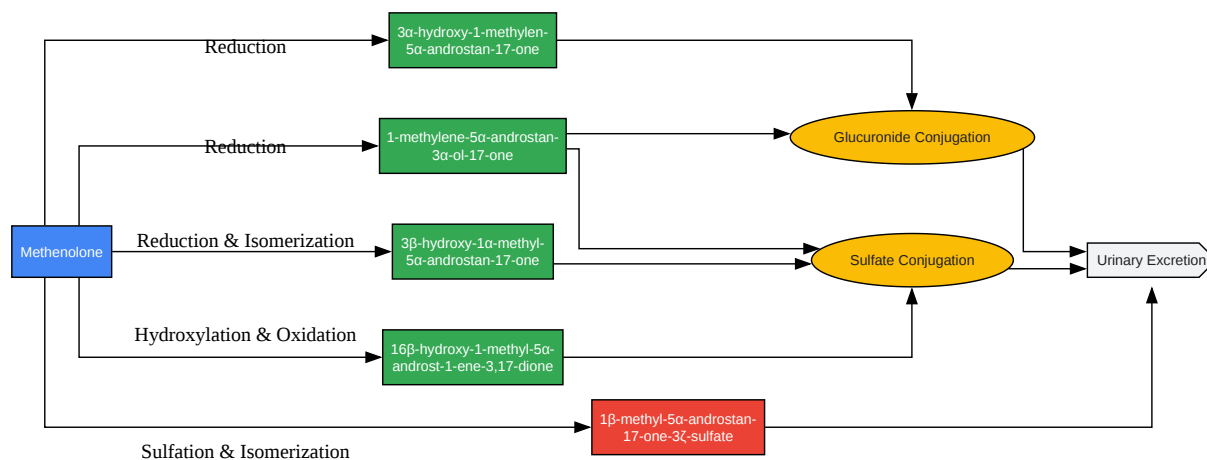 Reduction
3α-hydroxy-1-methylen-
5α-androstan-17-one
Reduction
1-methylene-5α-androstan-
3α-ol-17-one
Glucuronide Conjugation
Methenolone
Reduction & Isomerization
3β-hydroxy-1α-methyl-
5α-androstan-17-one
Sulfate Conjugation
Urinary Excretion
Hydroxylation & Oxidation
16β-hydroxy-1-methyl-5α-
androst-1-ene-3,17-dione
Sulfation & Isomerization
1β-methyl-5α-androstan-
17-one-3ζ-sulfate